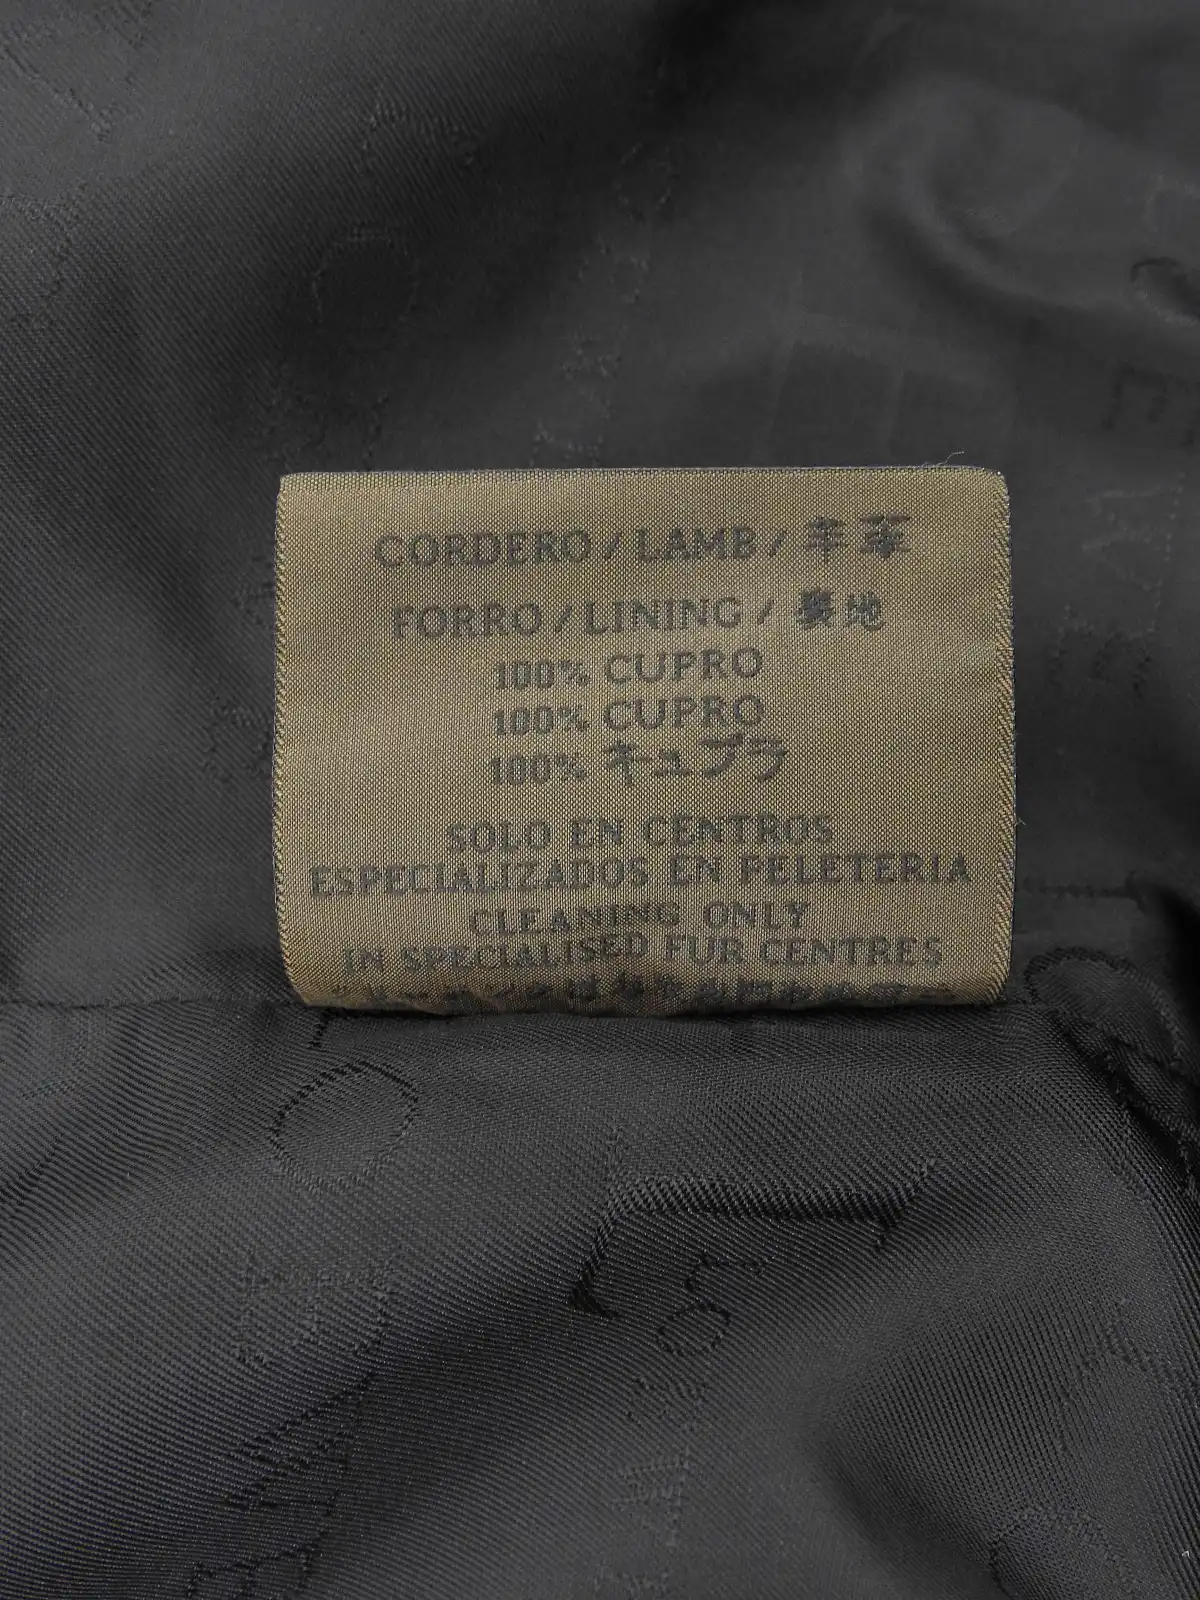 CORDERO / LAMB / 羊革
FORRO / LINING / 裏地
100% CUPRO
100% CUPRO
100% キュプラ
SOLO EN CENTROS
ESPECIALIZADOS EN PELETERIA
CLEANING ONLY
IN SPECIALISED FUR CENTRES